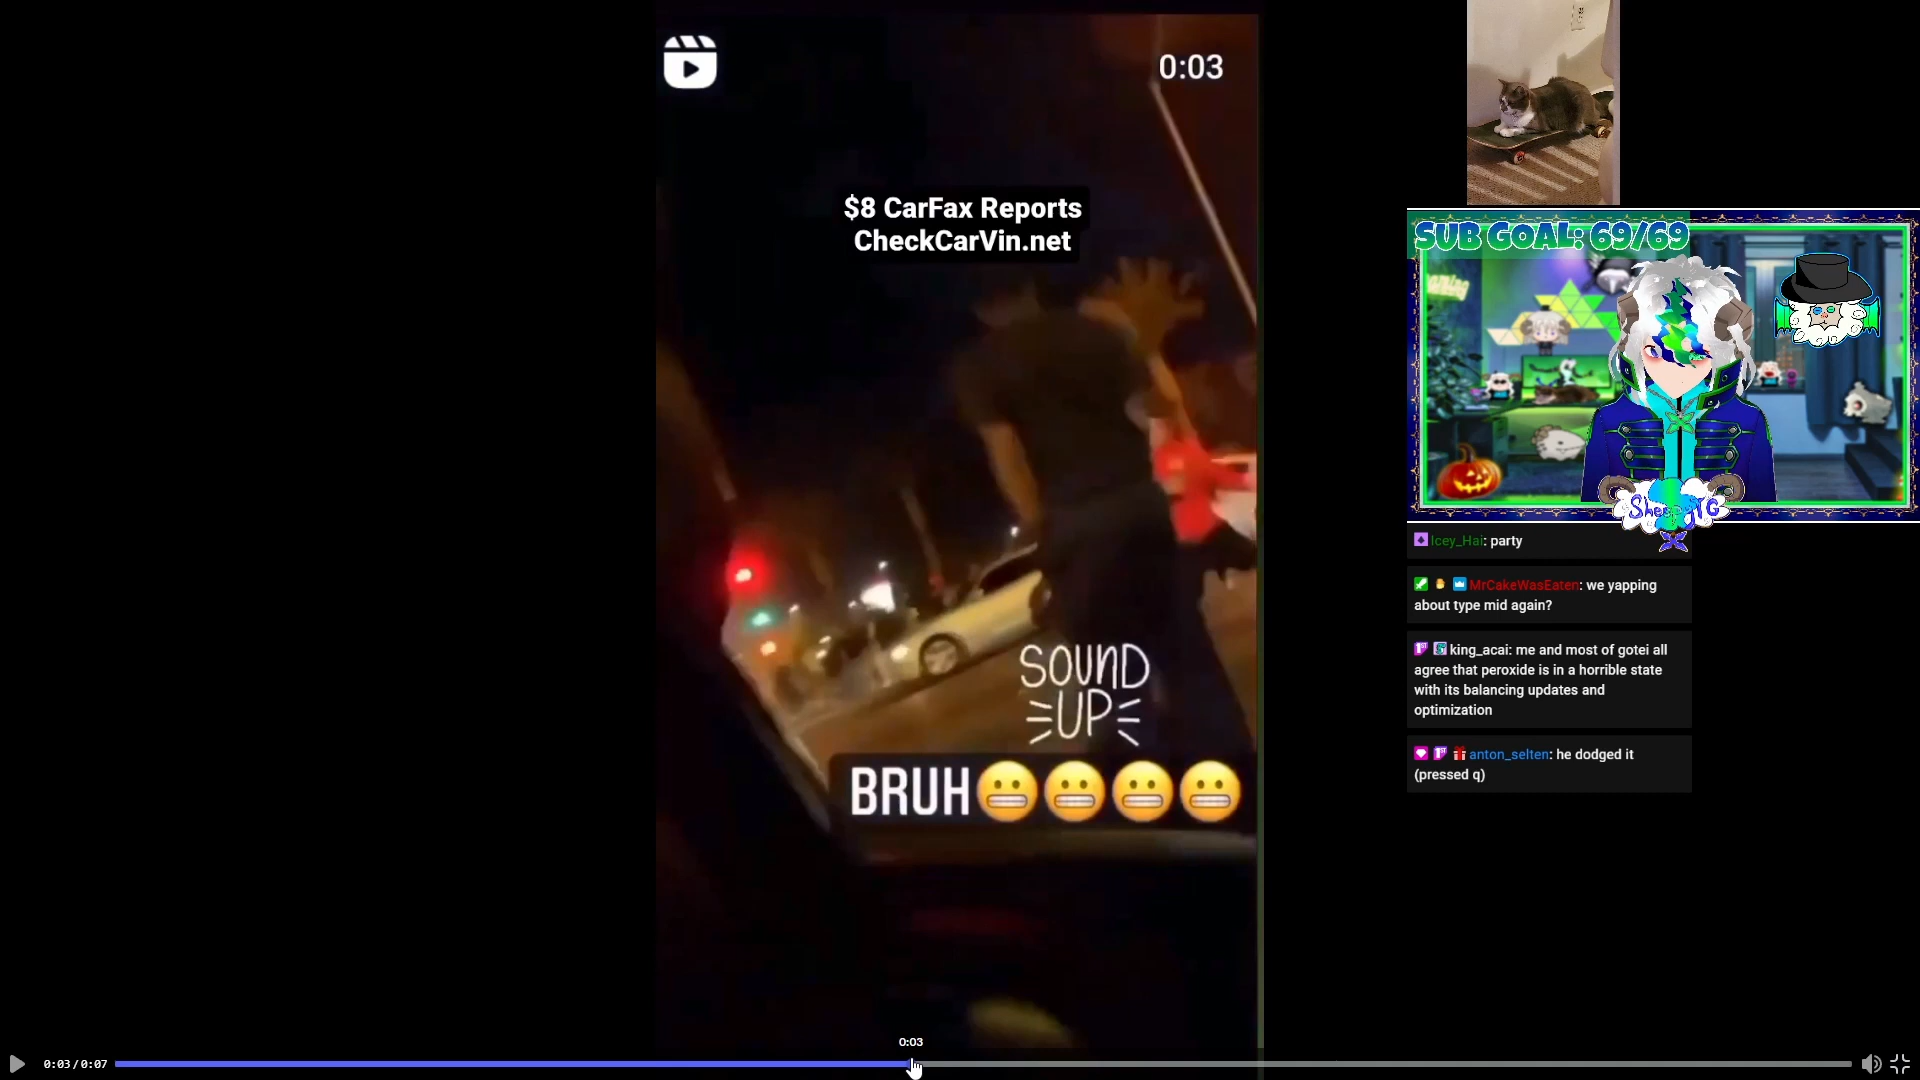 0:03
$8 CarFax Reports
CheckCarVin.net
SOUND
UP
BRUH😬😬😬😬
0:03
0:03/0:07
SUB GOAL: 69/69
SheepyTG
Icey_Hai: party
MrCakeWasEaten: we yapping
about type mid again?
king_acai: me and most of gotei all
agree that peroxide is in a horrible state
with its balancing updates and
optimization
anton_selten: he dodged it
(pressed q)